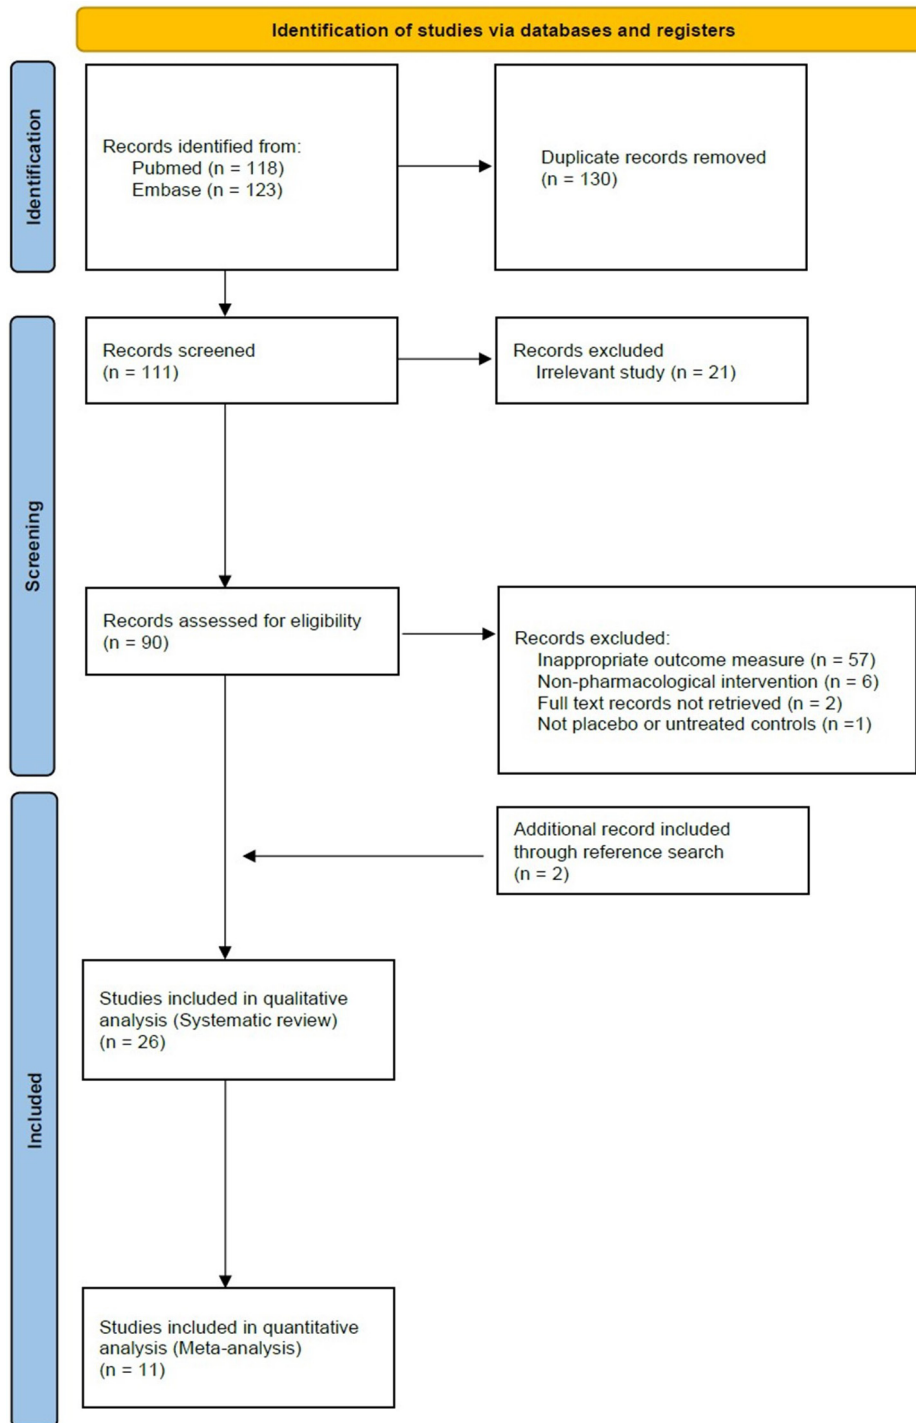 Identification of studies via databases and registers
Identification
Records identified from:
Pubmed (n = 118)
Embase (n = 123)
Duplicate records removed
(n = 130)
Screening
Records screened
(n = 111)
Records excluded
Irrelevant study (n = 21)
Records assessed for eligibility
(n = 90)
Records excluded:
Inappropriate outcome measure (n = 57)
Non-pharmacological intervention (n = 6)
Full text records not retrieved (n = 2)
Not placebo or untreated controls (n =1)
Included
Additional record included
through reference search
(n = 2)
Studies included in qualitative
analysis (Systematic review)
(n = 26)
Studies included in quantitative
analysis (Meta-analysis)
(n = 11)